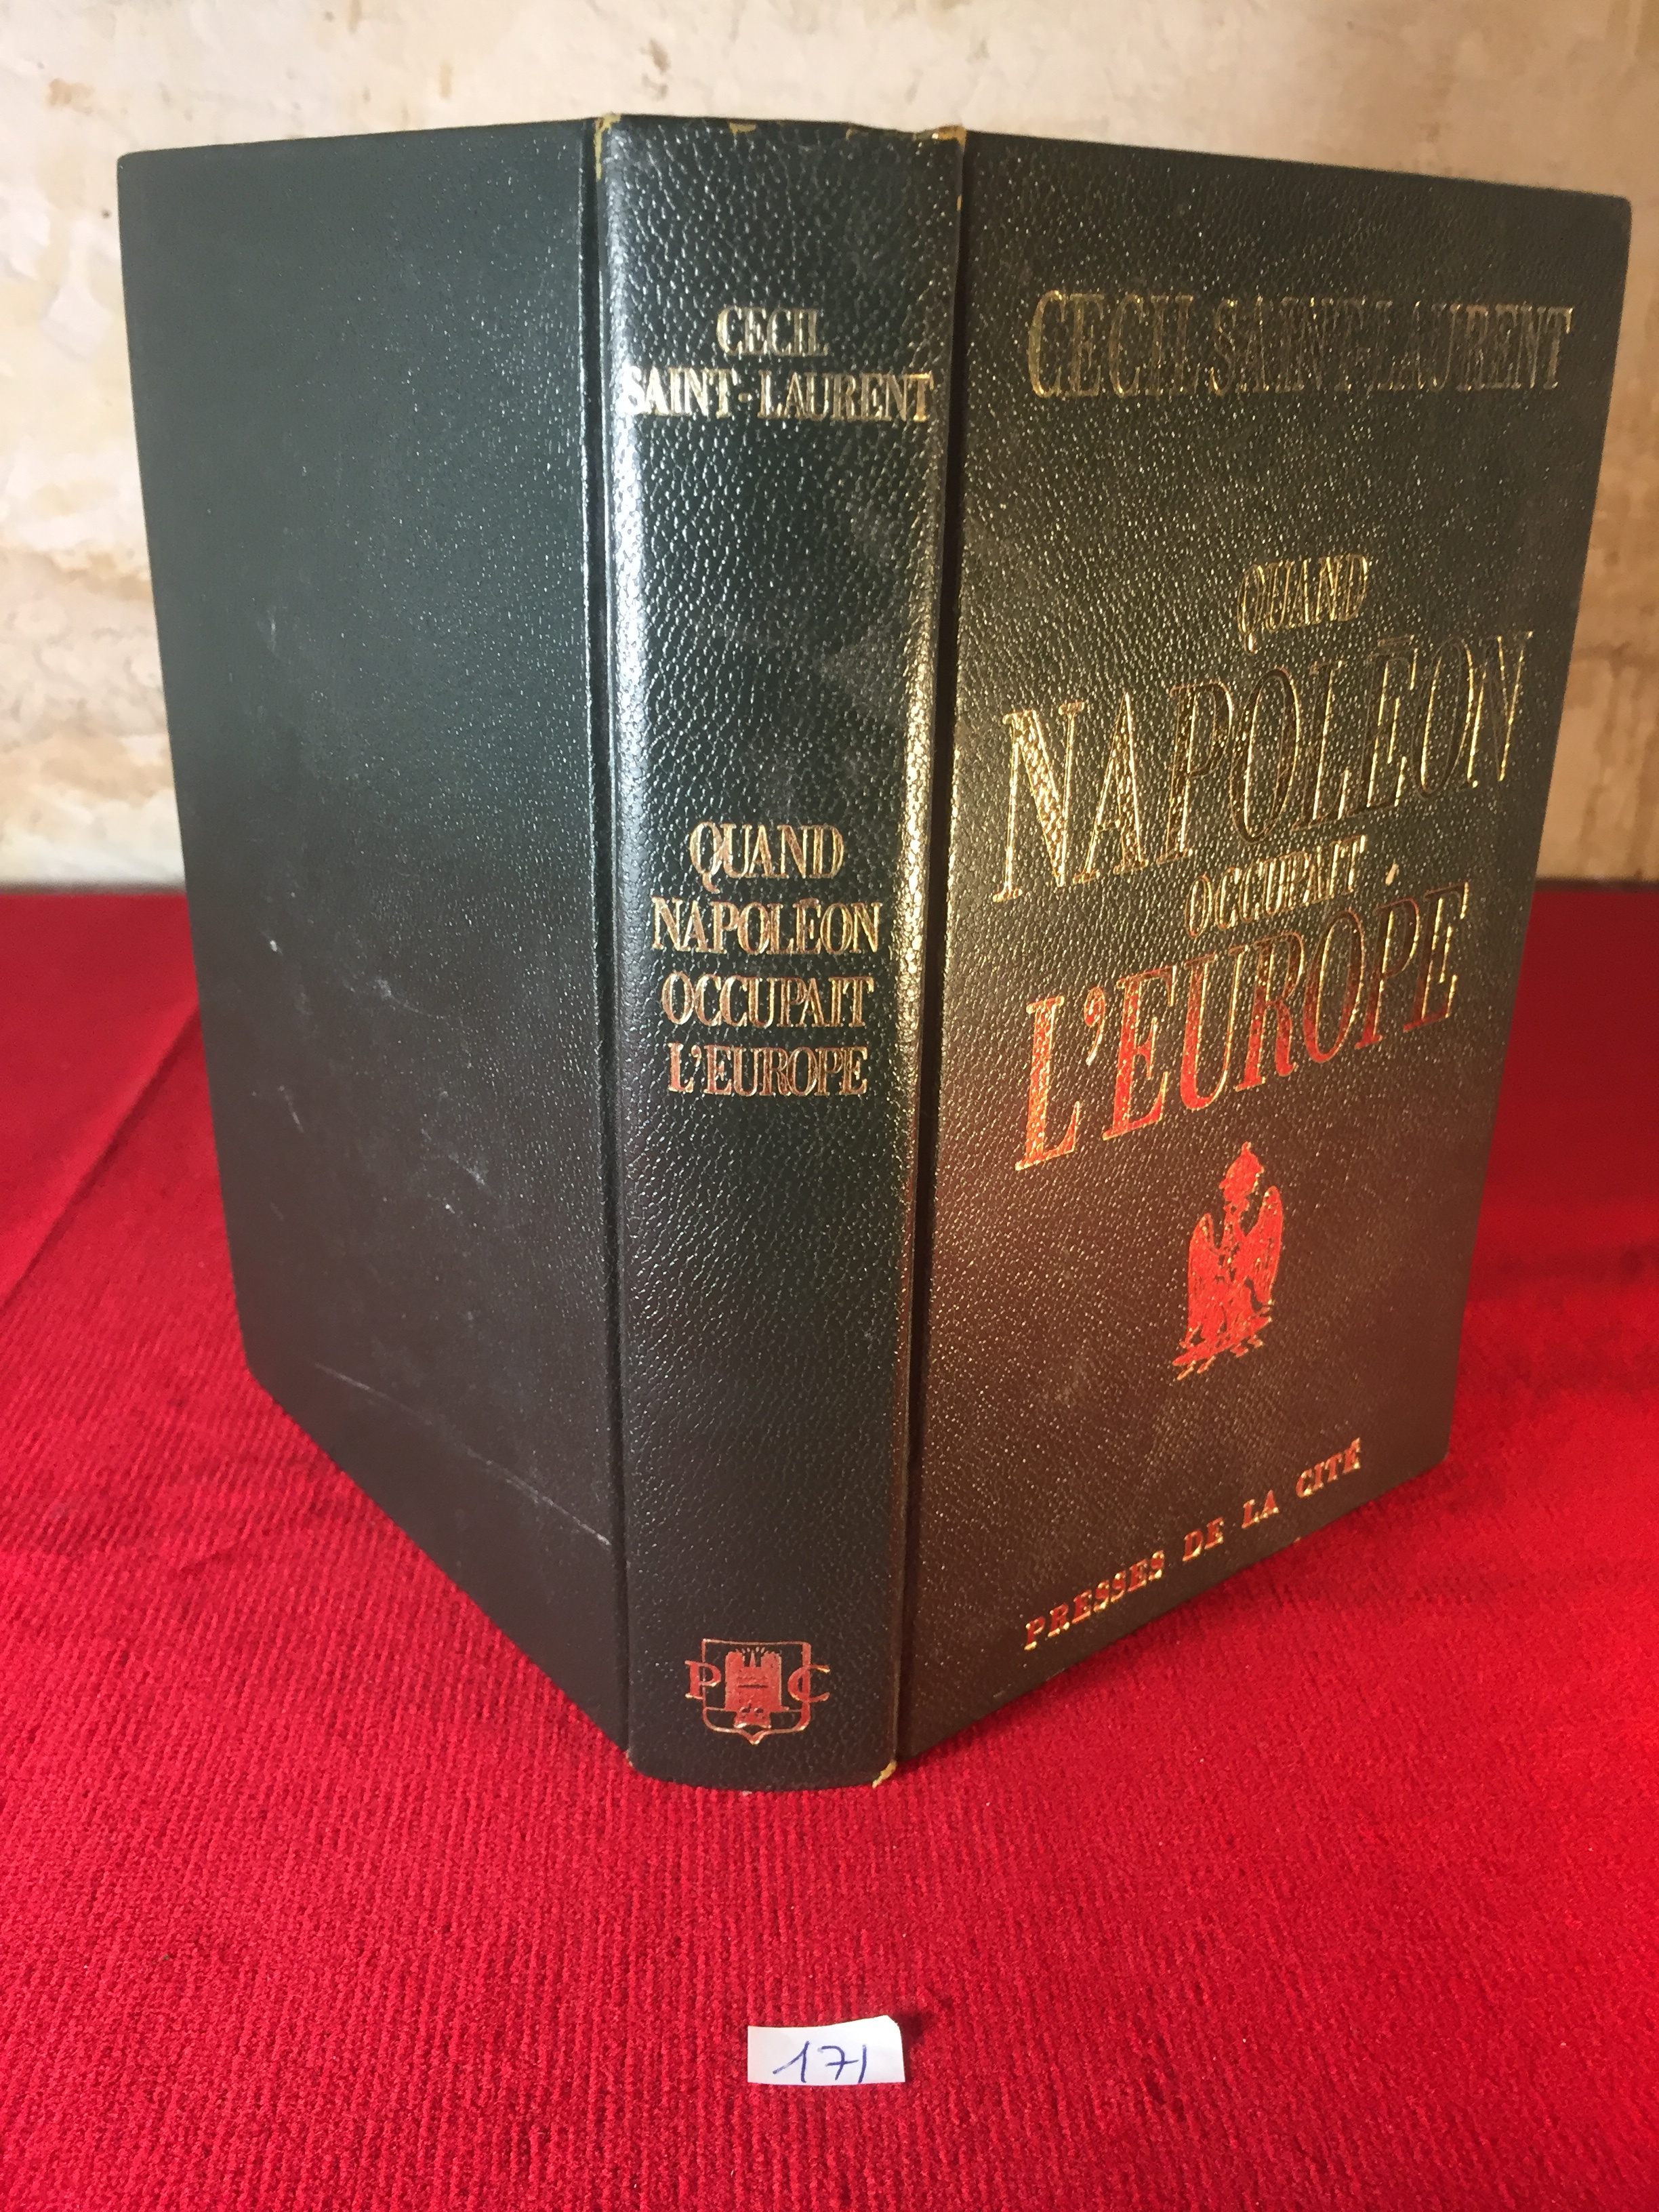 CECIL
SAINT-LAURENT
QUAND
NAPOLÉON
OCCUPAIT
L'EUROPE
P C
CECIL SAINT-LAURENT
QUAND
NAPOLÉON
OCCUPAIT
L'EUROPE
PRESSES DE LA CITÉ
171